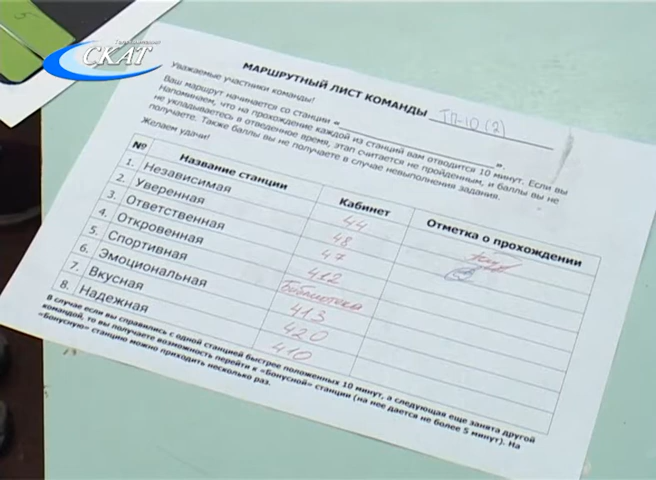 Телекомпания
СКАТ
МАРШРУТНЫЙ ЛИСТ КОМАНДЫ ТП-10 (2)
Уважаемые участники команды!
Ваш маршрут начинается со станции «».
Напоминаем, что на прохождение каждой из станций вам отводится 10 минут. Если вы
не укладываетесь в отведенное время, этап считается не пройденным, и баллы вы не
получаете. Также баллы вы не получаете в случае невыполнения задания.
Желаем удачи!
№ Название станции Кабинет Отметка о прохождении
1. Независимая 44
2. Уверенная 48
3. Ответственная 47
4. Откровенная 412
5. Спортивная Библиотека
6. Эмоциональная 413
7. Вкусная 420
8. Надежная 410
В случае если вы справились с одной станцией быстрее положенных 10 минут, а следующая еще занята другой
командой, то вы получаете возможность перейти к «Бонусной» станции (на нее дается не более 5 минут). На
«Бонусную» станцию можно приходить несколько раз.